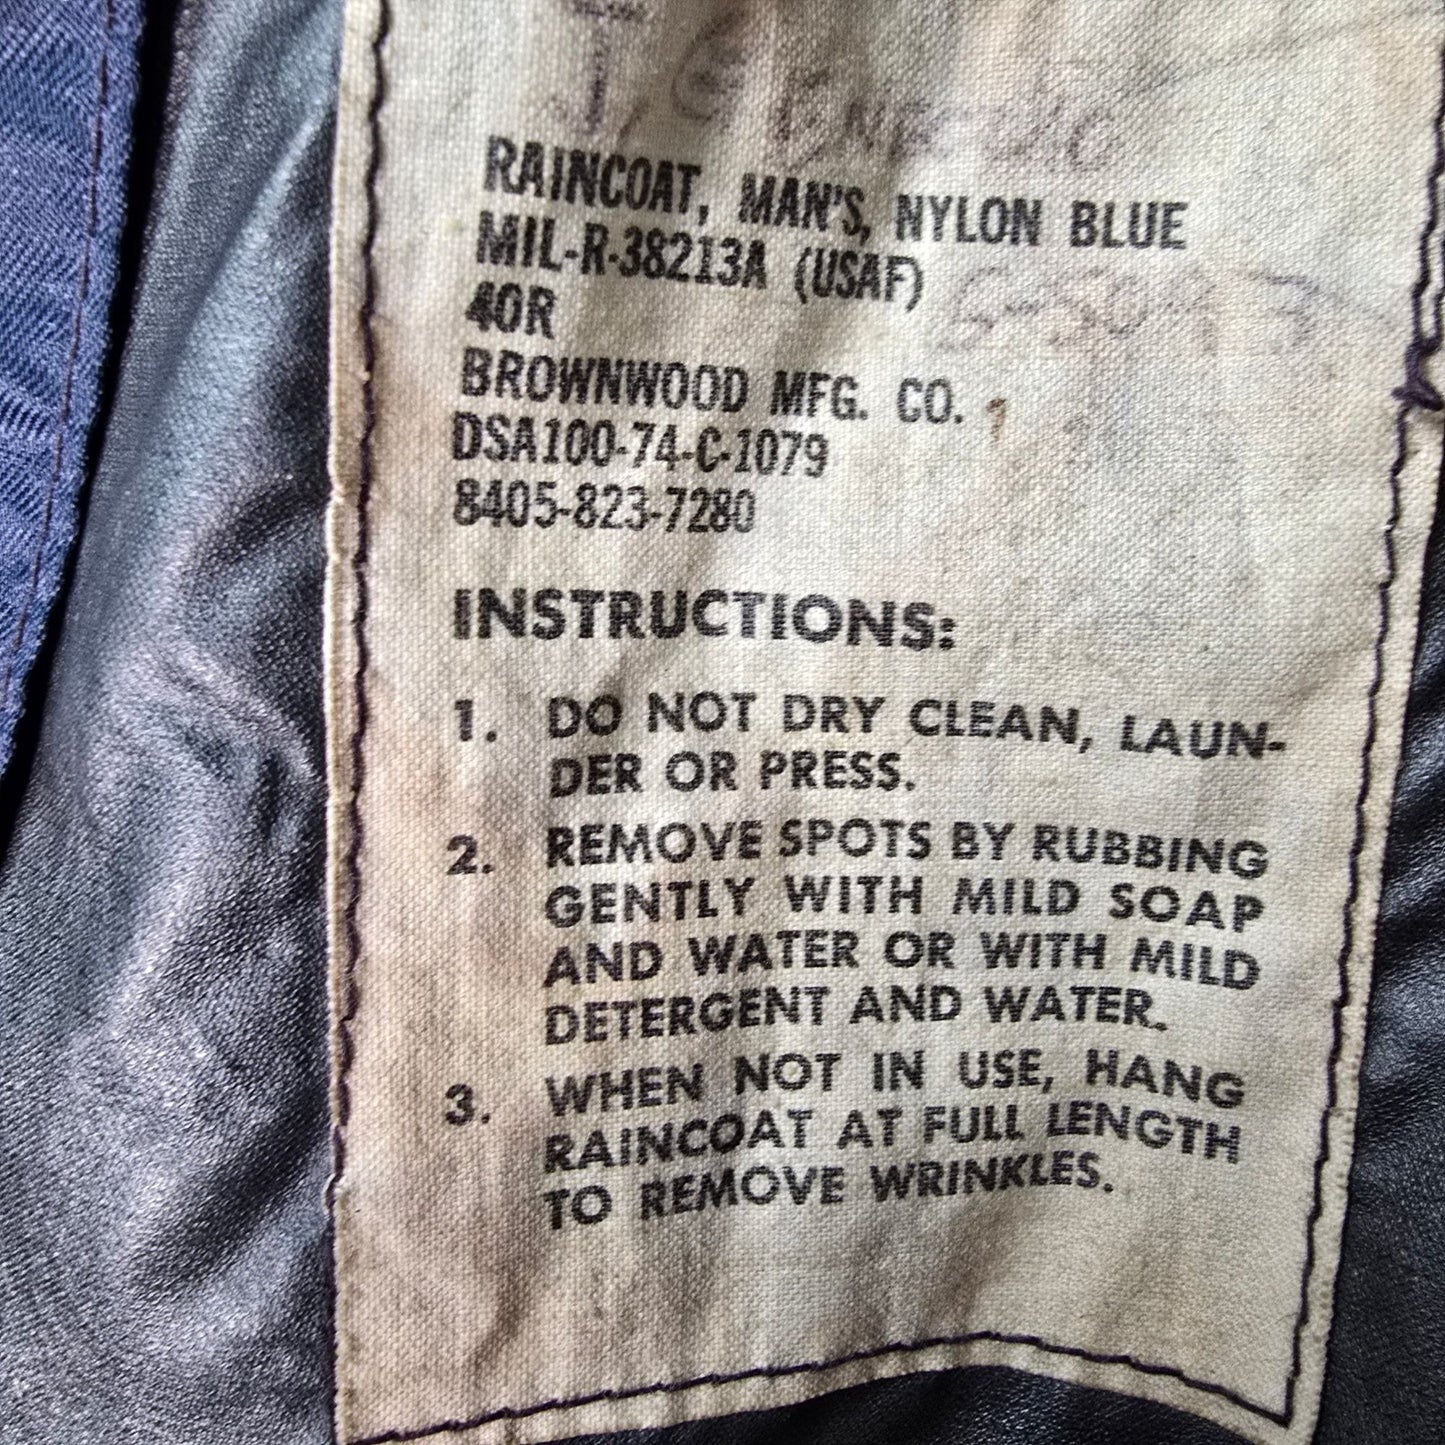 RAINCOAT, MAN'S, NYLON BLUE
MIL-R-38213A (USAF)
40R
BROWNWOOD MFG. CO.
DSA100-74-C-1079
8405-823-7280
INSTRUCTIONS:
1. DO NOT DRY CLEAN, LAUN-
DER OR PRESS.
2. REMOVE SPOTS BY RUBBING
GENTLY WITH MILD SOAP
AND WATER OR WITH MILD
DETERGENT AND WATER.
3. WHEN NOT IN USE, HANG
RAINCOAT AT FULL LENGTH
TO REMOVE WRINKLES.